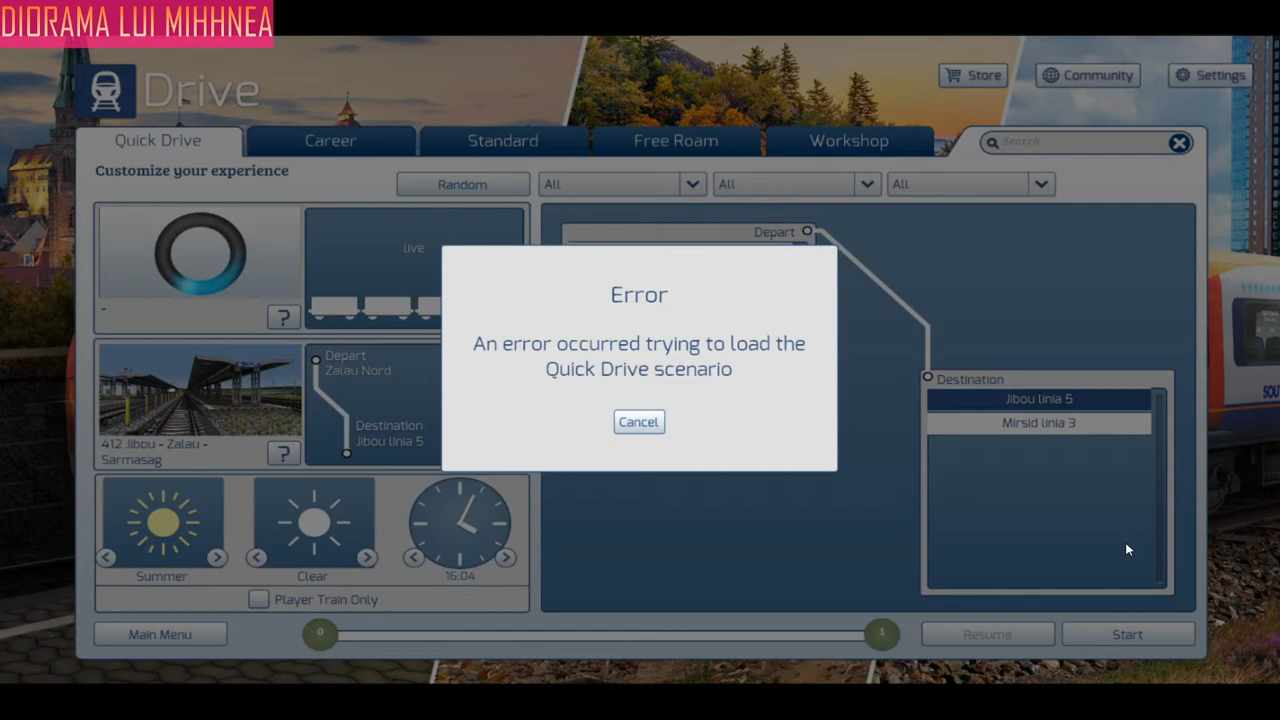 DIORAMA LUI MIHHNEA
Drive
Store
Community
Settings
Quick Drive
Career
Standard
Free Roam
Workshop
Search
Customize your experience
Random
All
All
All
live
-
?
Depart
Error
An error occurred trying to load the
Quick Drive scenario
Cancel
Depart
Zalau Nord
Destination
Jibou linia 5
412 Jibou - Zalau -
Sarmasag
?
Destination
Jibou linia 5
Mirsid linia 3
Summer
Clear
16:04
Player Train Only
Main Menu
0
1
Resume
Start